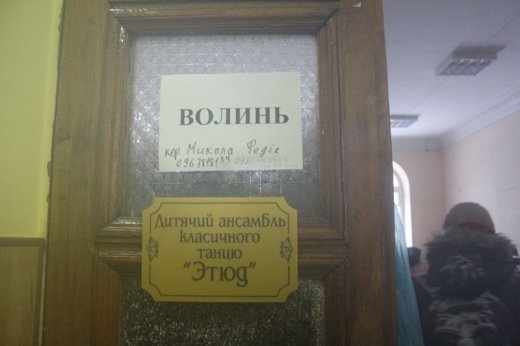 ВОЛИНЬ
кер Микола Федік
Дитячий ансамбль
класичного
танцю
"Этюд"